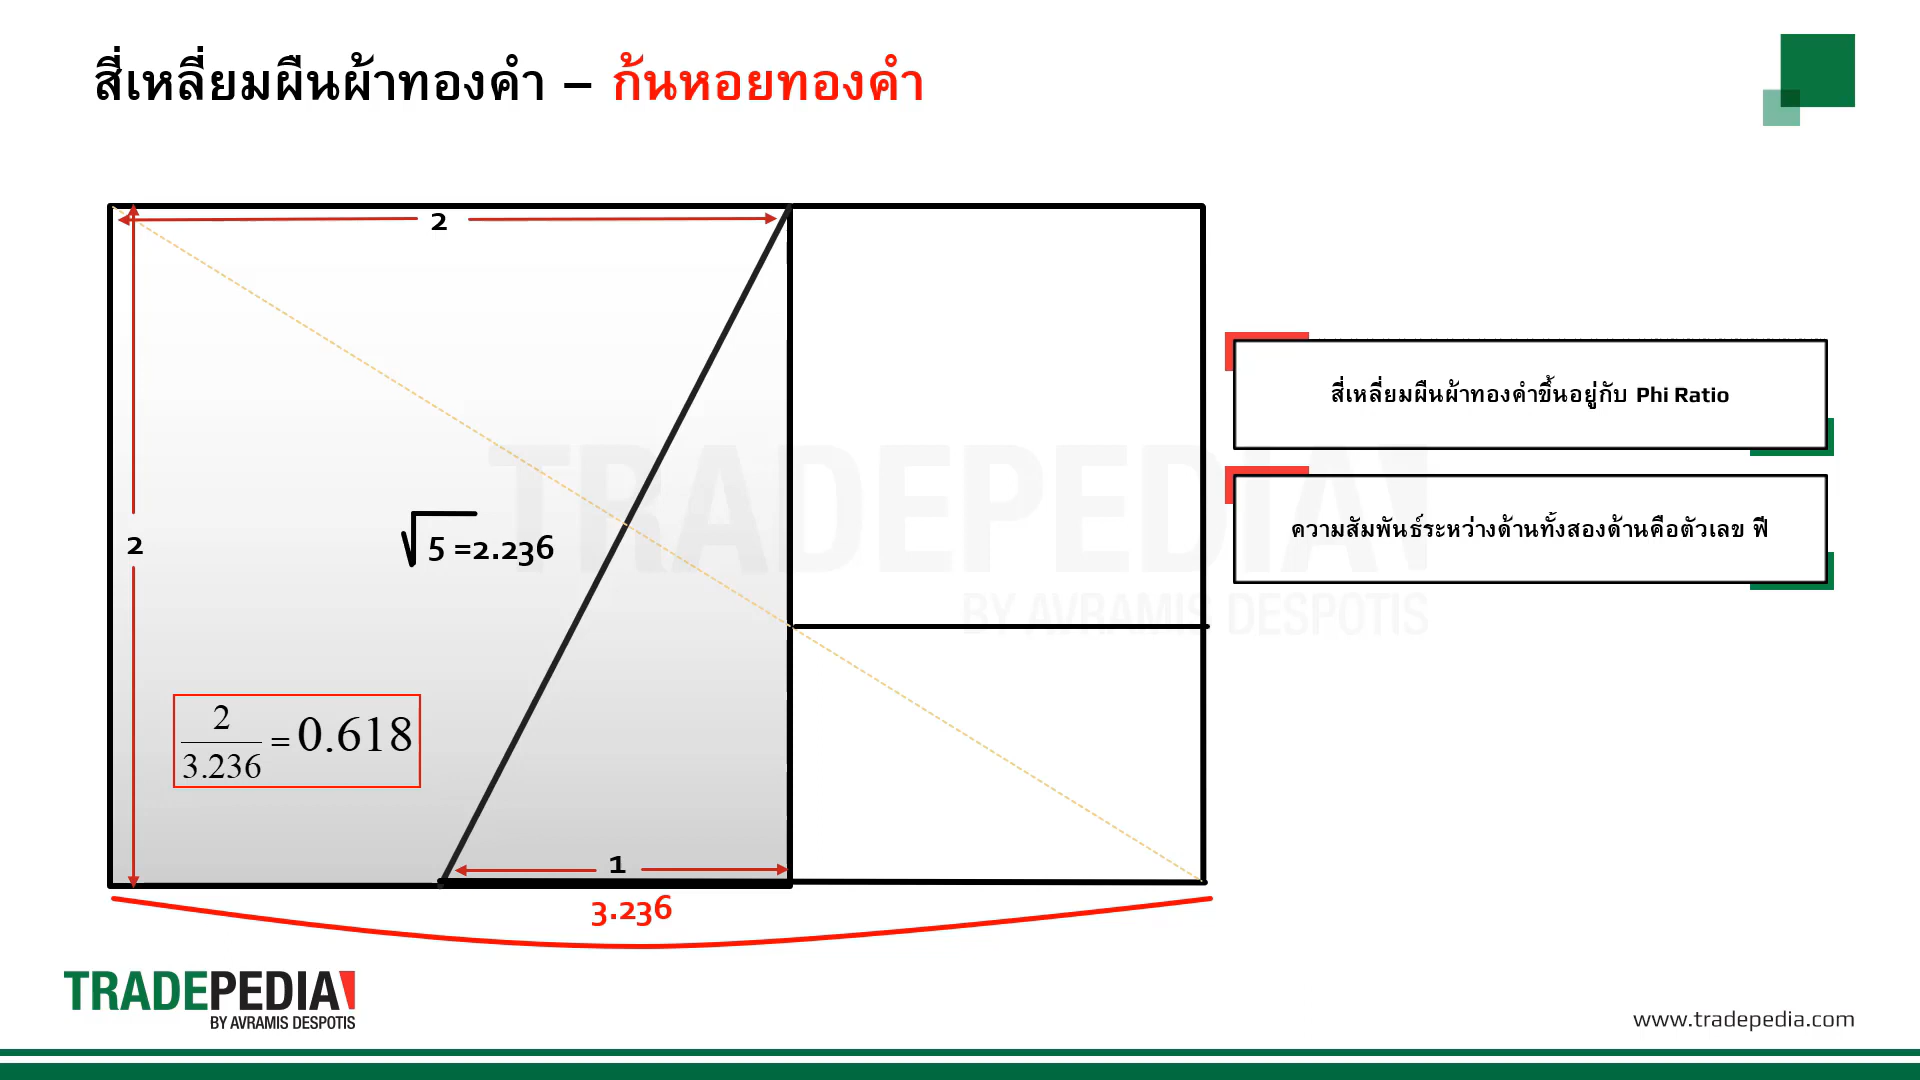 สี่เหลี่ยมผืนผ้าทองคำ – ก้นหอยทองคำ
2
2
√5 =2.236
2/3.236 = 0.618
1
3.236
สี่เหลี่ยมผืนผ้าทองคำขึ้นอยู่กับ Phi Ratio
ความสัมพันธ์ระหว่างด้านทั้งสองด้านคือตัวเลข ฟี
TRADEPEDIA
BY AVRAMIS DESPOTIS
TRADEPEDIA
BY AVRAMIS DESPOTIS
www.tradepedia.com